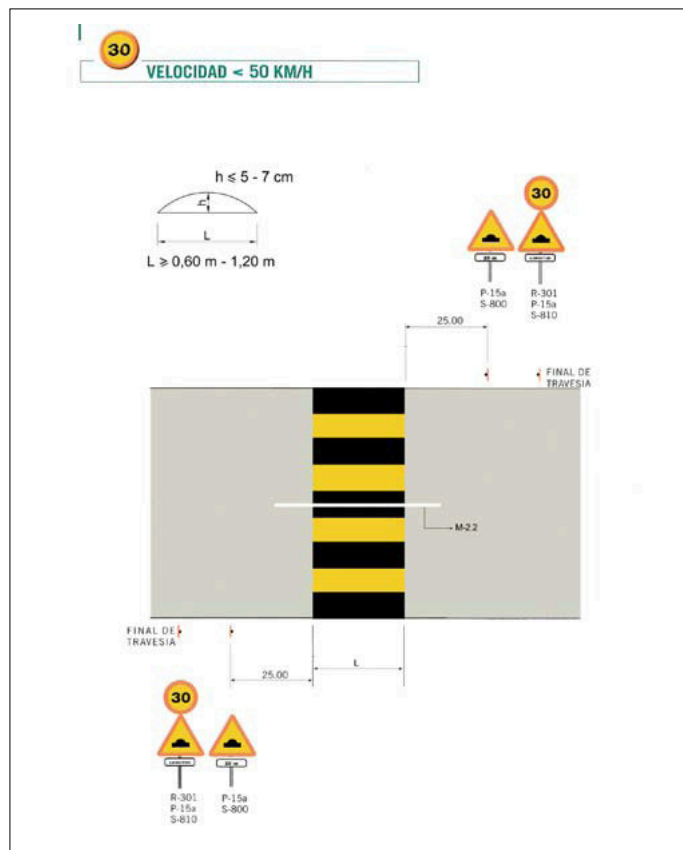 30
VELOCIDAD < 50 KM/H
h ≤ 5 - 7 cm
h
L
L ≥ 0,60 m - 1,20 m
30
P-15a
S-800
R-301
P-15a
S-810
25.00
FINAL DE
TRAVESIA
M-2.2
FINAL DE
TRAVESIA
25.00
L
30
R-301
P-15a
S-810
P-15a
S-800